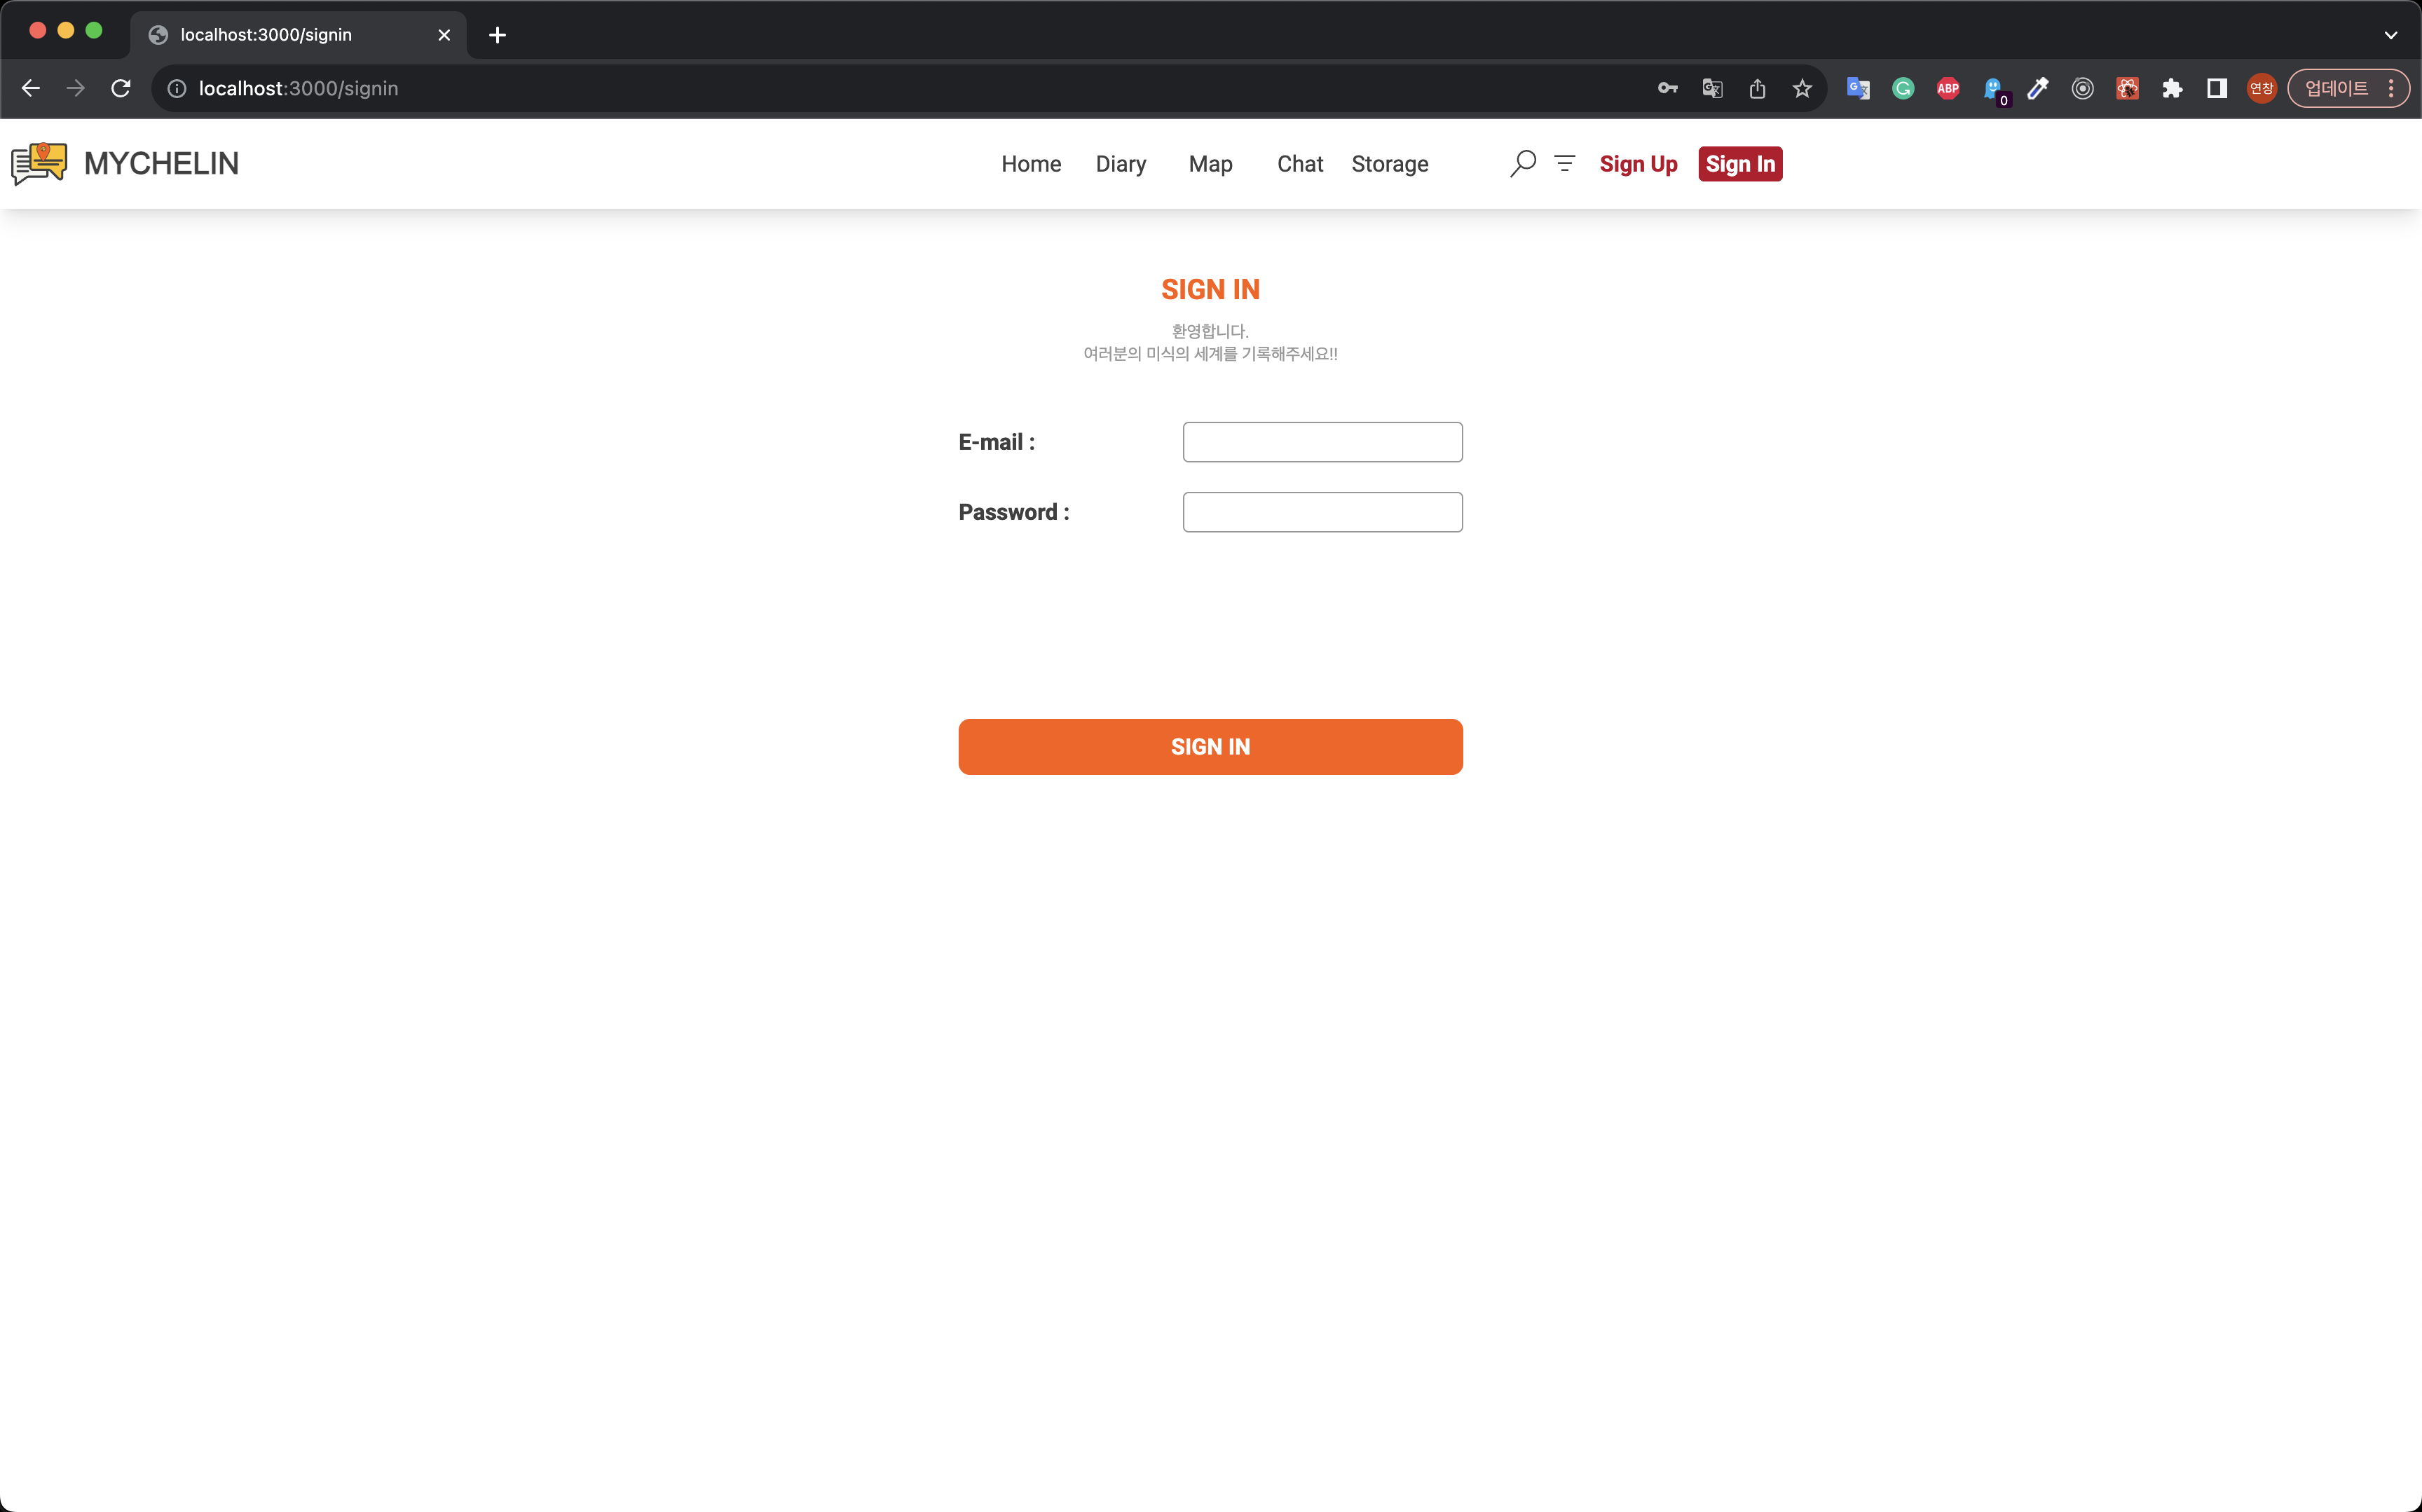 localhost:3000/signin
localhost:3000/signin
ABP
0
연창
업데이트
MYCHELIN
Home Diary Map Chat Storage Sign Up Sign In
SIGN IN
환영합니다.
여러분의 미식의 세계를 기록해주세요!!
E-mail :
Password :
SIGN IN